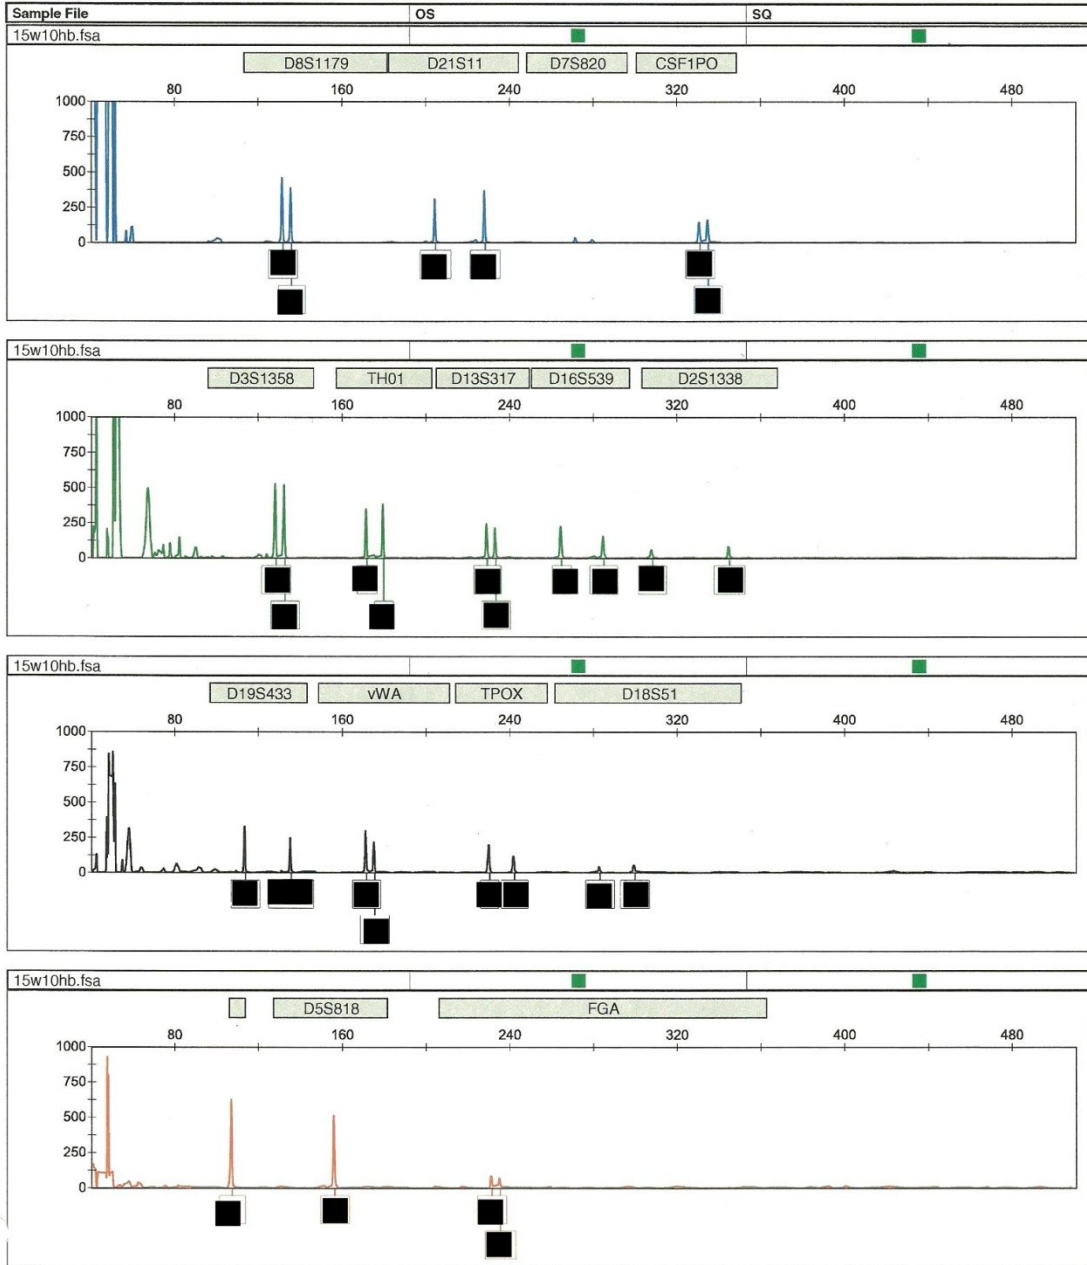 Sample File OS SQ
15w10hb.fsa
D8S1179 D21S11 D7S820 CSF1PO
80 160 240 320 400 480
1000
750
500
250
0
15w10hb.fsa
D3S1358 TH01 D13S317 D16S539 D2S1338
80 160 240 320 400 480
1000
750
500
250
0
15w10hb.fsa
D19S433 vWA TPOX D18S51
80 160 240 320 400 480
1000
750
500
250
0
15w10hb.fsa
D5S818 FGA
80 160 240 320 400 480
1000
750
500
250
0